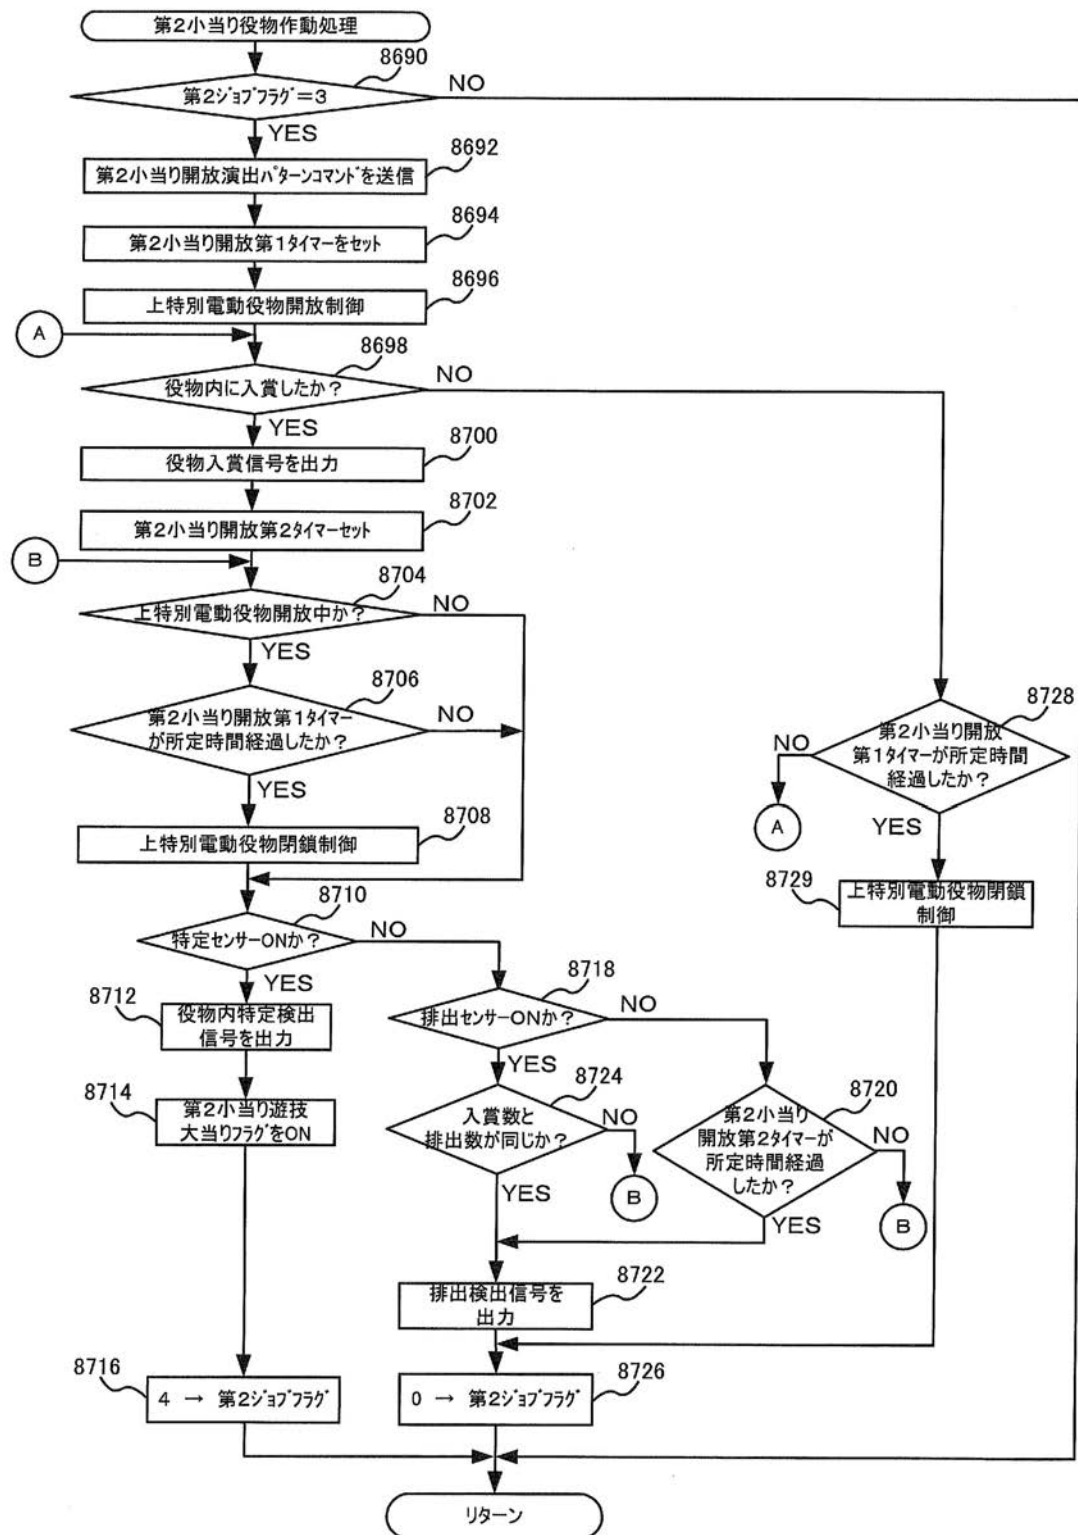 第2小当り役物作動処理
8690
第2ジョブフラグ=3
NO
YES
8692
第2小当り開放演出パターンコマンドを送信
8694
第2小当り開放第1タイマーをセット
8696
上特別電動役物開放制御
A
8698
役物内に入賞したか?
NO
YES
8700
役物入賞信号を出力
8702
第2小当り開放第2タイマーセット
B
8704
上特別電動役物開放中か?
NO
YES
8706
第2小当り開放第1タイマー
が所定時間経過したか?
NO
YES
8708
上特別電動役物閉鎖制御
8728
第2小当り開放
第1タイマーが所定時間
経過したか?
NO
A
YES
8729
上特別電動役物閉鎖
制御
8710
特定センサーONか?
NO
YES
8712
役物内特定検出
信号を出力
8714
第2小当り遊技
大当りフラグをON
8718
排出センサーONか?
NO
YES
8724
入賞数と
排出数が同じか?
NO
B
YES
8720
第2小当り
開放第2タイマーが
所定時間経過
したか?
NO
B
YES
8722
排出検出信号を
出力
8716
4 → 第2ジョブフラグ
8726
0 → 第2ジョブフラグ
リターン